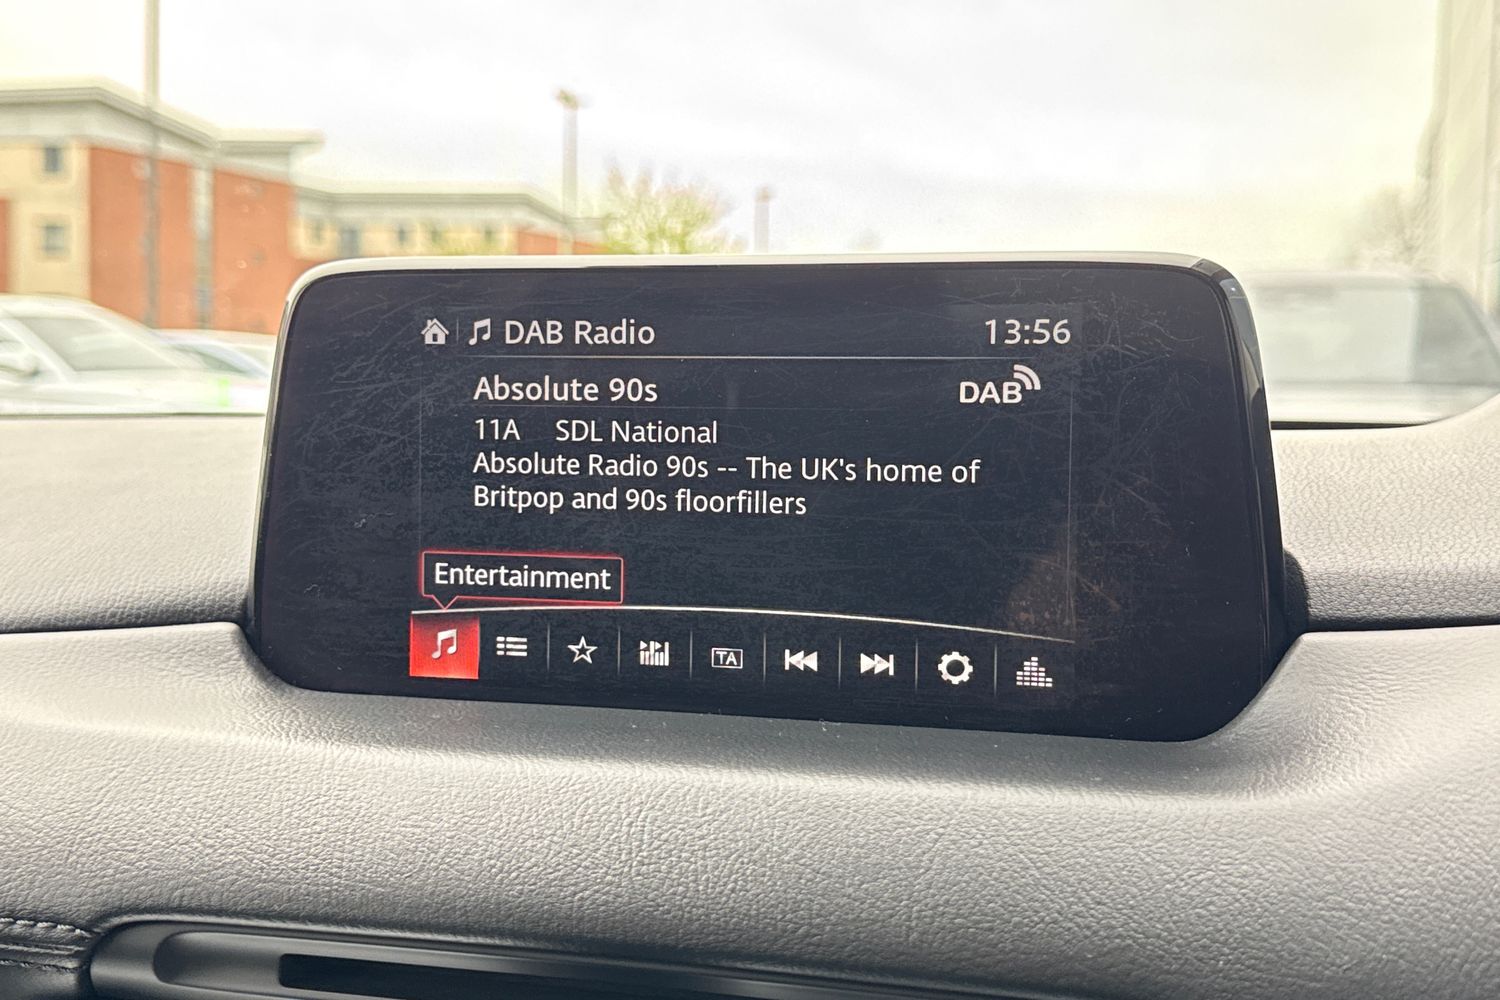 DAB Radio 13:56
Absolute 90s DAB
11A SDL National
Absolute Radio 90s -- The UK's home of
Britpop and 90s floorfillers
Entertainment
TA